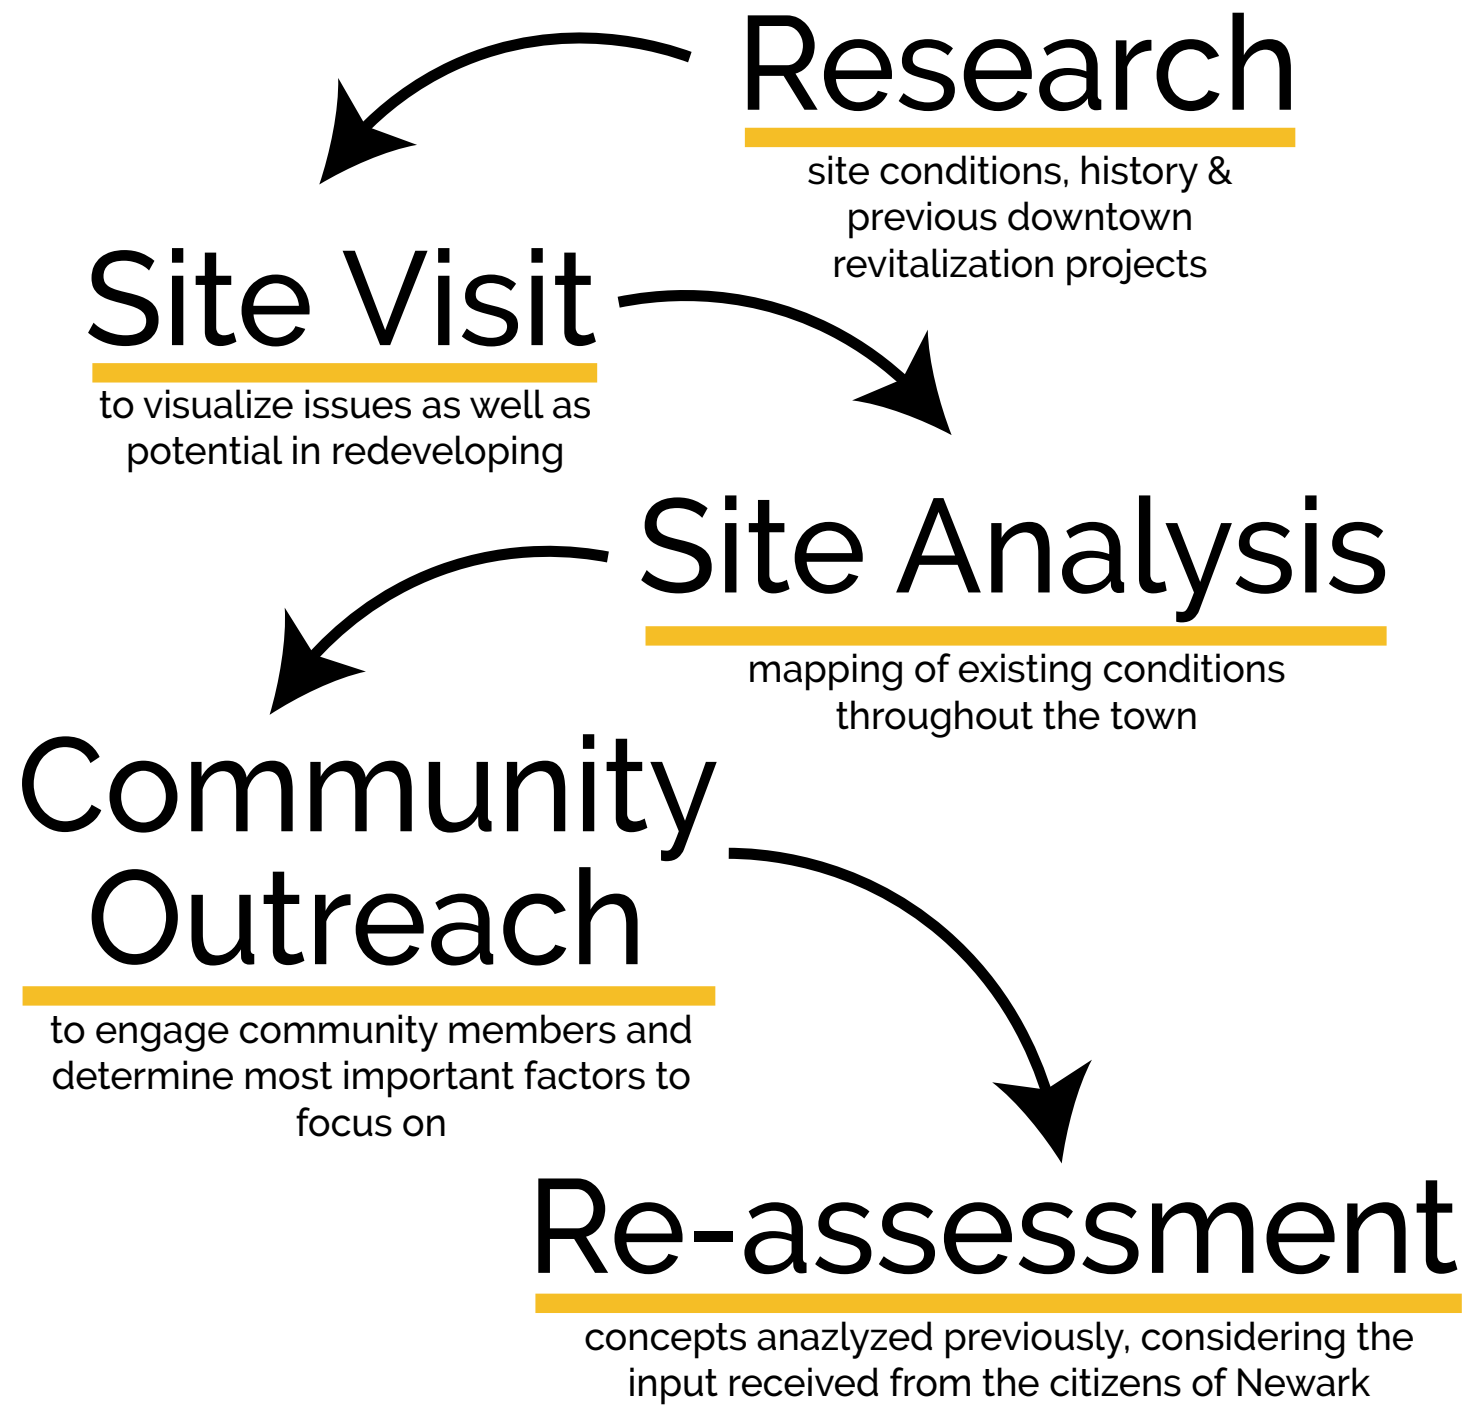 Research
site conditions, history &
previous downtown
revitalization projects
Site Visit
to visualize issues as well as
potential in redeveloping
Site Analysis
mapping of existing conditions
throughout the town
Community
Outreach
to engage community members and
determine most important factors to
focus on
Re-assessment
concepts anazlyzed previously, considering the
input received from the citizens of Newark